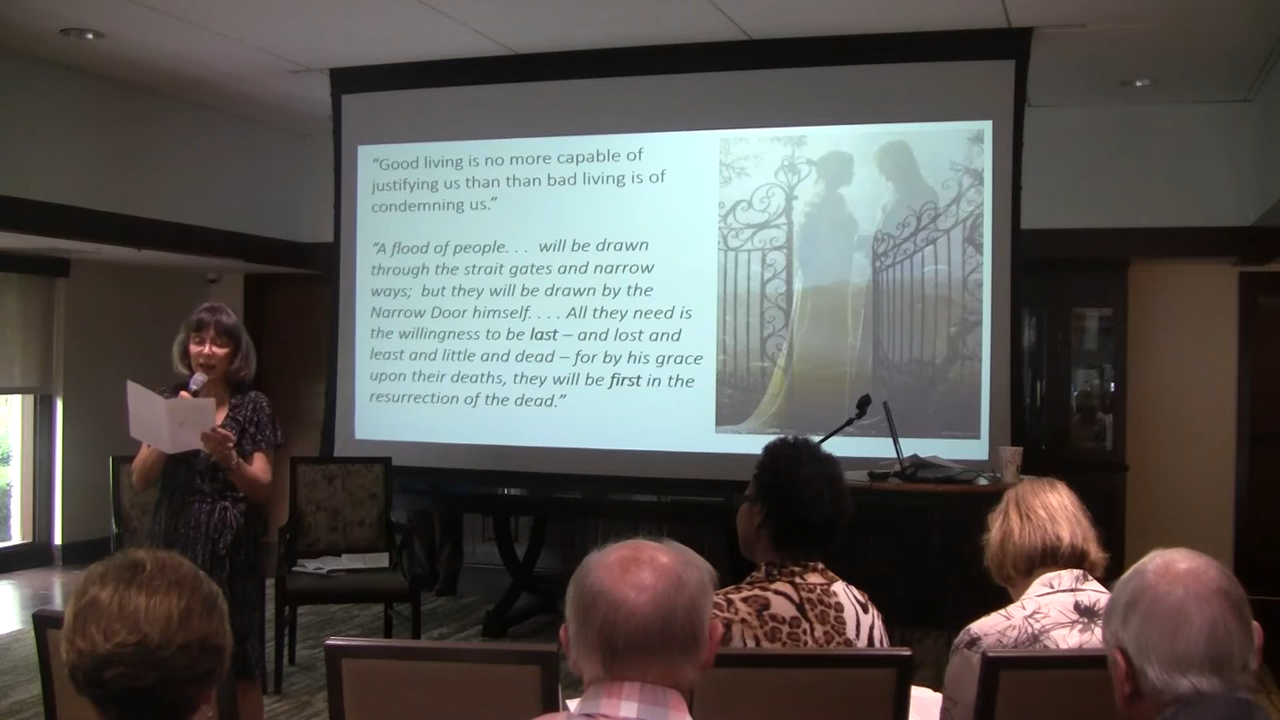 “Good living is no more capable of
justifying us than than bad living is of
condemning us.”
“A flood of people. . . will be drawn
through the strait gates and narrow
ways; but they will be drawn by the
Narrow Door himself. . . . All they need is
the willingness to be last – and lost and
least and little and dead – for by his grace
upon their deaths, they will be first in the
resurrection of the dead.”